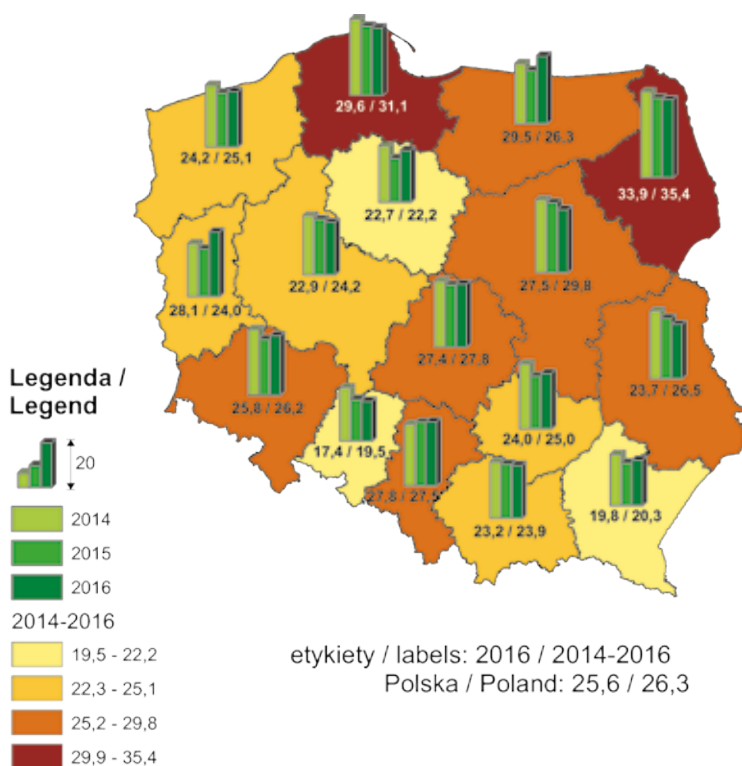 29,6 / 31,1
29,5 / 26,3
24,2 / 25,1
33,9 / 35,4
22,7 / 22,2
22,9 / 24,2
27,5 / 29,8
28,1 / 24,0
27,4 / 27,8
23,7 / 26,5
25,8 / 26,2
24,0 / 25,0
17,4 / 19,5
27,8 / 27,5
23,2 / 23,9
19,8 / 20,3
Legenda /
Legend
20
2014
2015
2016
2014-2016
19,5 - 22,2
22,3 - 25,1
25,2 - 29,8
29,9 - 35,4
etykiety / labels: 2016 / 2014-2016
Polska / Poland: 25,6 / 26,3